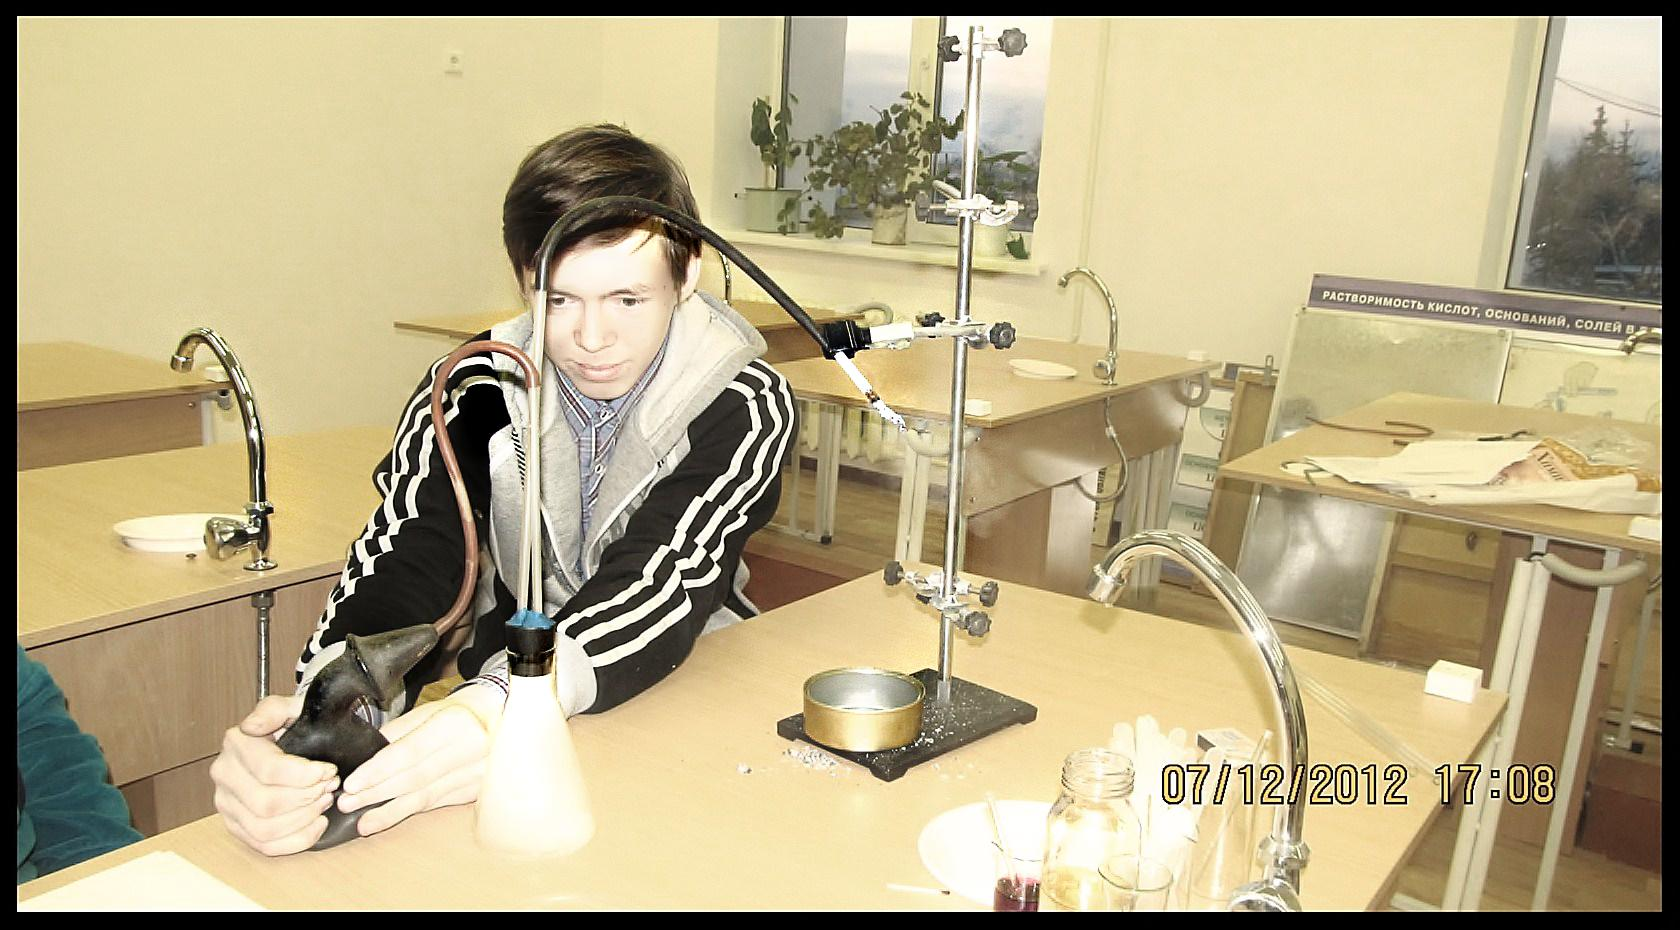 РАСТВОРИМОСТЬ КИСЛОТ, ОСНОВАНИЙ, СОЛЕЙ В
07/12/2012 17:08